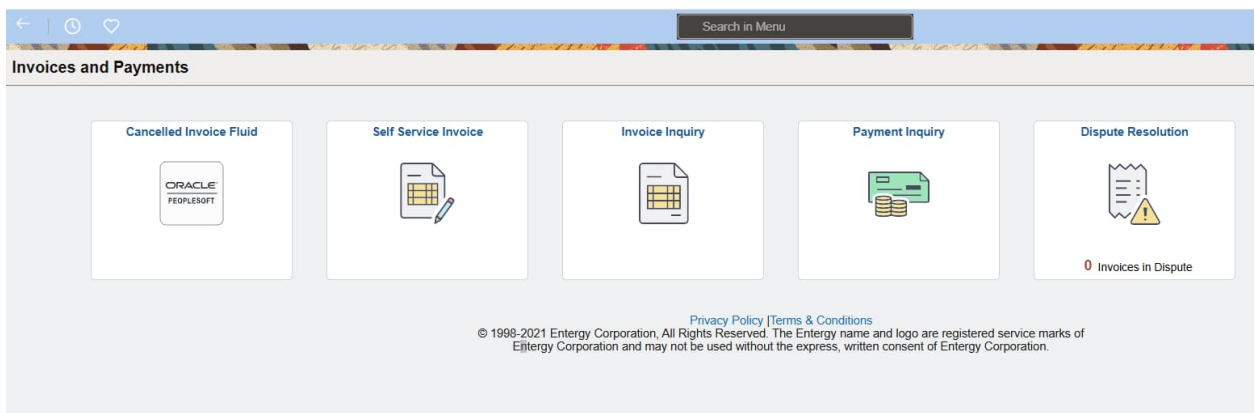 Search in Menu
Invoices and Payments
Cancelled Invoice Fluid
Self Service Invoice
Invoice Inquiry
Payment Inquiry
Dispute Resolution
ORACLE
PEOPLESOFT
0 Invoices in Dispute
Privacy Policy |Terms & Conditions
© 1998-2021 Entergy Corporation, All Rights Reserved. The Entergy name and logo are registered service marks of
Entergy Corporation and may not be used without the express, written consent of Entergy Corporation.